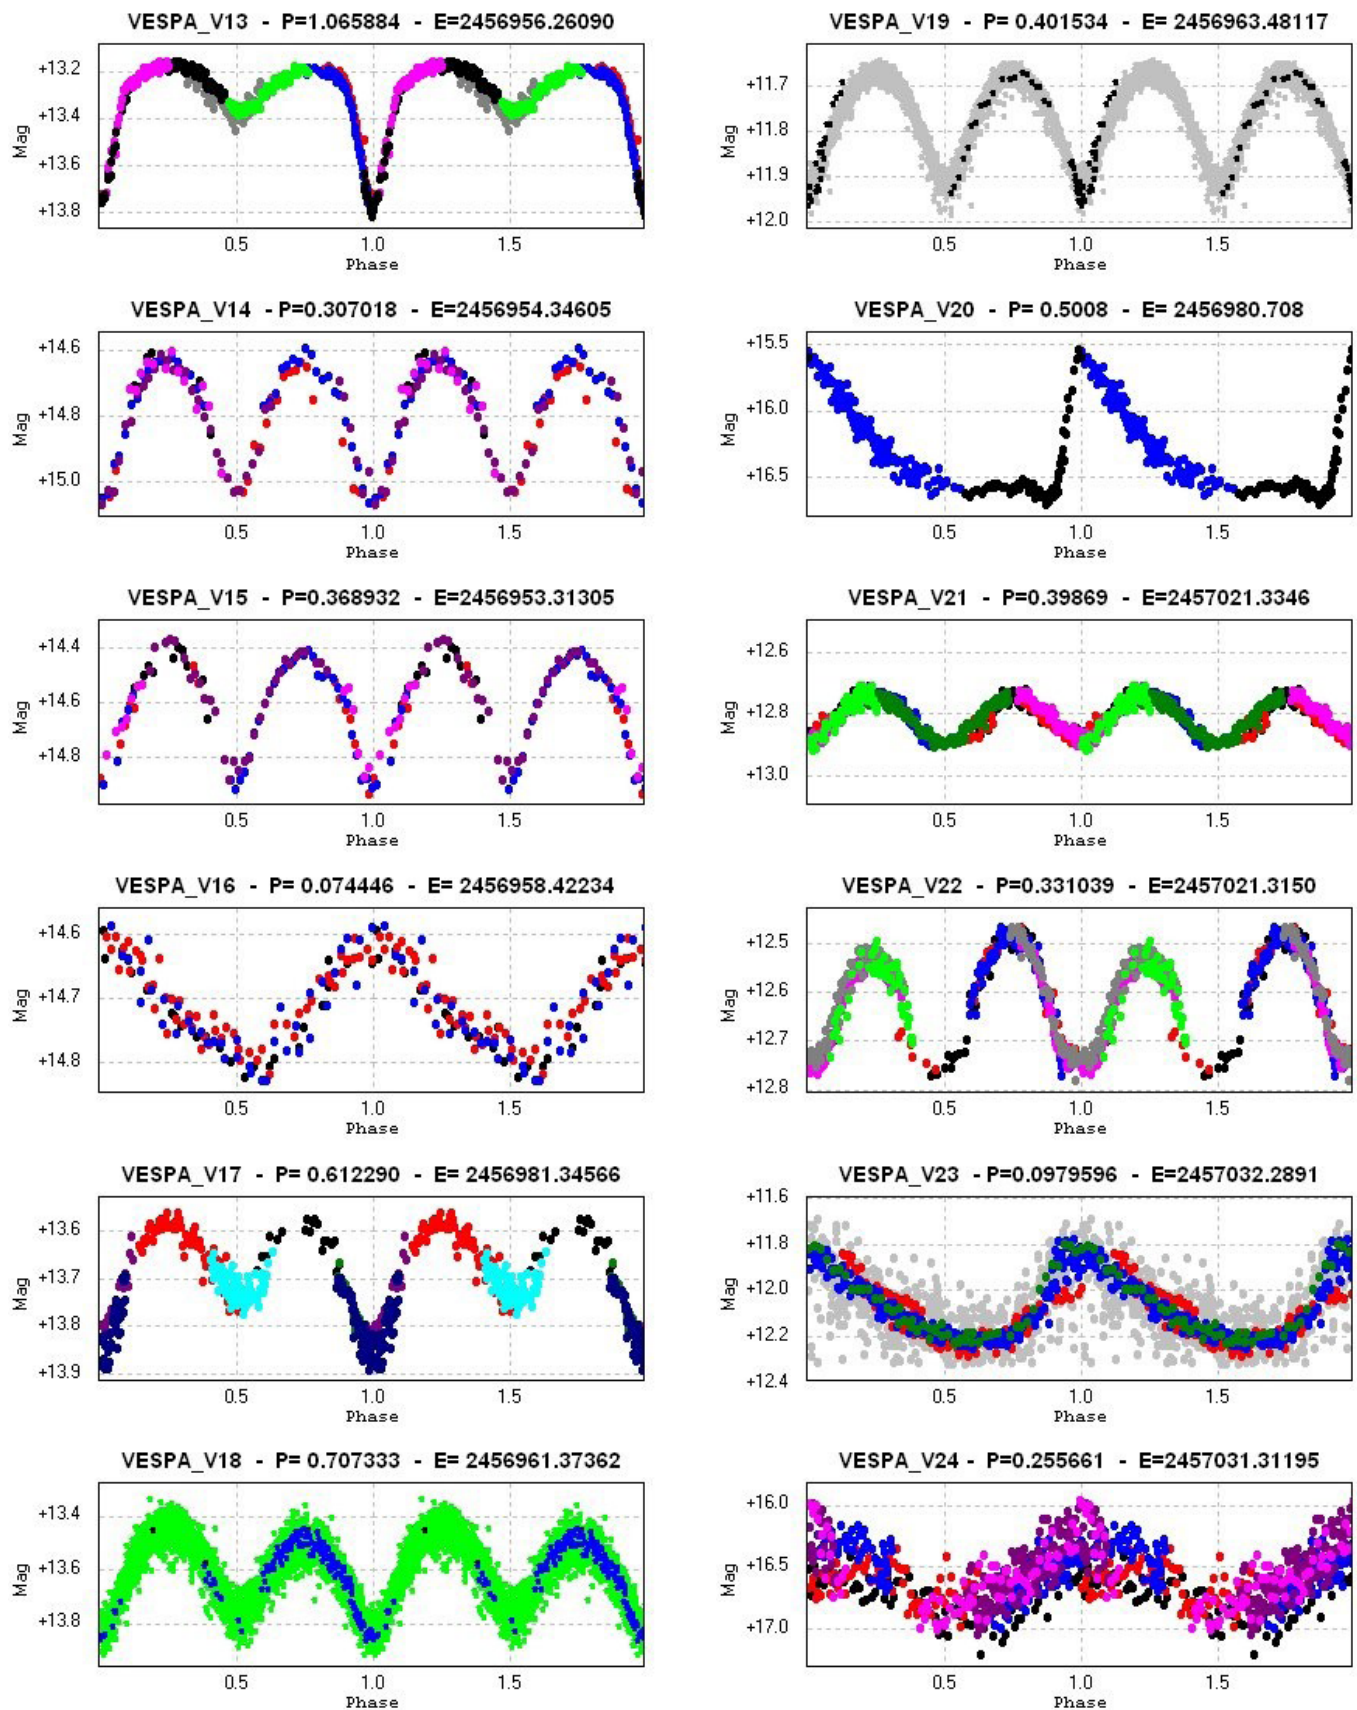 VESPA_V13 - P=1.065884 - E=2456956.26090
+13.2
+13.4
+13.6
+13.8
Mag
0.5
1.0
1.5
Phase
VESPA_V19 - P= 0.401534 - E= 2456963.48117
+11.7
+11.8
+11.9
+12.0
Mag
0.5
1.0
1.5
Phase
VESPA_V14 - P=0.307018 - E=2456954.34605
+14.6
+14.8
+15.0
Mag
0.5
1.0
1.5
Phase
VESPA_V20 - P= 0.5008 - E= 2456980.708
+15.5
+16.0
+16.5
Mag
0.5
1.0
1.5
Phase
VESPA_V15 - P=0.368932 - E=2456953.31305
+14.4
+14.6
+14.8
Mag
0.5
1.0
1.5
Phase
VESPA_V21 - P=0.39869 - E=2457021.3346
+12.6
+12.8
+13.0
Mag
0.5
1.0
1.5
Phase
VESPA_V16 - P= 0.074446 - E= 2456958.42234
+14.6
+14.7
+14.8
Mag
0.5
1.0
1.5
Phase
VESPA_V22 - P=0.331039 - E=2457021.3150
+12.5
+12.6
+12.7
+12.8
Mag
0.5
1.0
1.5
Phase
VESPA_V17 - P= 0.612290 - E= 2456981.34566
+13.6
+13.7
+13.8
+13.9
Mag
0.5
1.0
1.5
Phase
VESPA_V23 - P=0.0979596 - E=2457032.2891
+11.6
+11.8
+12.0
+12.2
+12.4
Mag
0.5
1.0
1.5
Phase
VESPA_V18 - P= 0.707333 - E= 2456961.37362
+13.4
+13.6
+13.8
Mag
0.5
1.0
1.5
Phase
VESPA_V24 - P=0.255661 - E=2457031.31195
+16.0
+16.5
+17.0
Mag
0.5
1.0
1.5
Phase